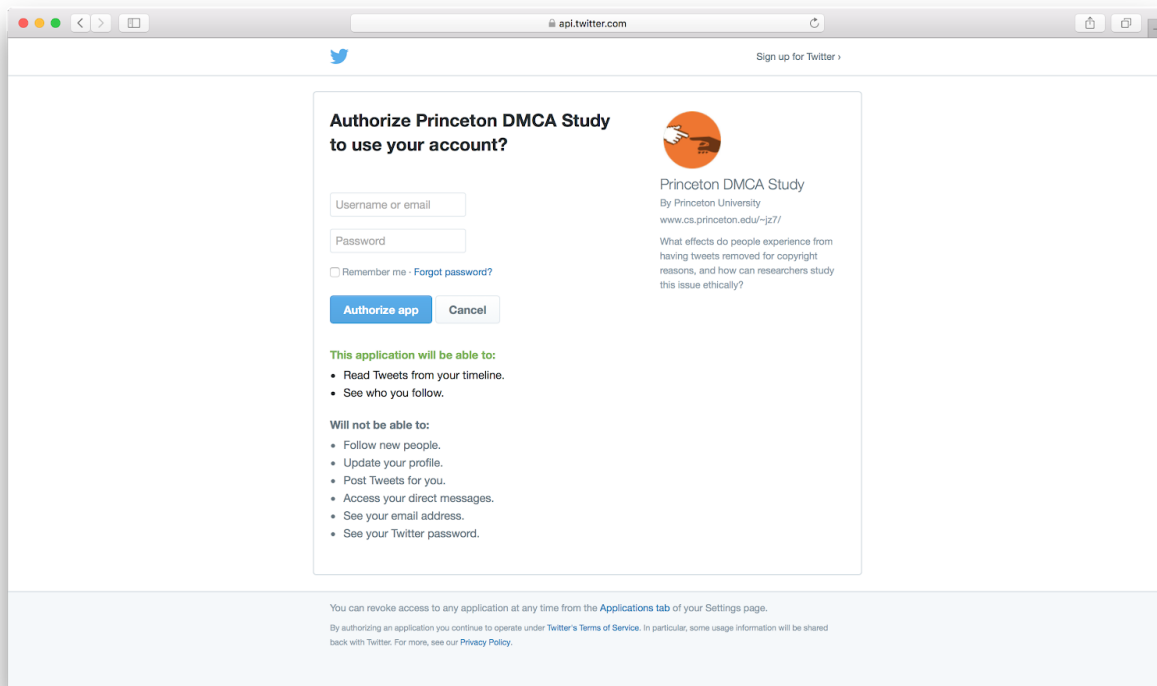 api.twitter.com
Sign up for Twitter ›
Authorize Princeton DMCA Study
to use your account?
Username or email
Password
Remember me · Forgot password?
Authorize app
Cancel
This application will be able to:
• Read Tweets from your timeline.
• See who you follow.
Will not be able to:
• Follow new people.
• Update your profile.
• Post Tweets for you.
• Access your direct messages.
• See your email address.
• See your Twitter password.
Princeton DMCA Study
By Princeton University
www.cs.princeton.edu/~jz7/
What effects do people experience from
having tweets removed for copyright
reasons, and how can researchers study
this issue ethically?
You can revoke access to any application at any time from the Applications tab of your Settings page.
By authorizing an application you continue to operate under Twitter's Terms of Service. In particular, some usage information will be shared
back with Twitter. For more, see our Privacy Policy.